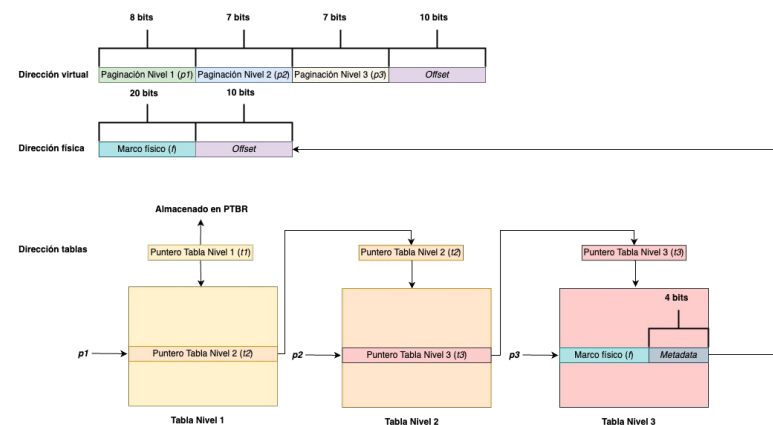 8 bits 7 bits 7 bits 10 bits
Dirección virtual Paginación Nivel 1 (p1) Paginación Nivel 2 (p2) Paginación Nivel 3 (p3) Offset
20 bits 10 bits
Dirección física Marco físico (f) Offset
Almacenado en PTBR
Dirección tablas Puntero Tabla Nivel 1 (t1) Puntero Tabla Nivel 2 (t2) Puntero Tabla Nivel 3 (t3)
4 bits
p1 Puntero Tabla Nivel 2 (t2) p2 Puntero Tabla Nivel 3 (t3) p3 Marco físico (f) Metadata
Tabla Nivel 1 Tabla Nivel 2 Tabla Nivel 3